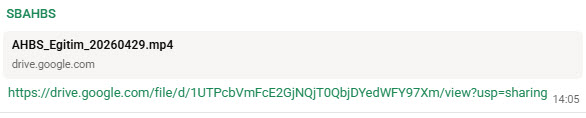 SBAHBS
AHBS_Egitim_20260429.mp4
drive.google.com
https://drive.google.com/file/d/1UTPcbVmFcE2GjNQjT0QbjDYedWFY97Xm/view?usp=sharing
14:05